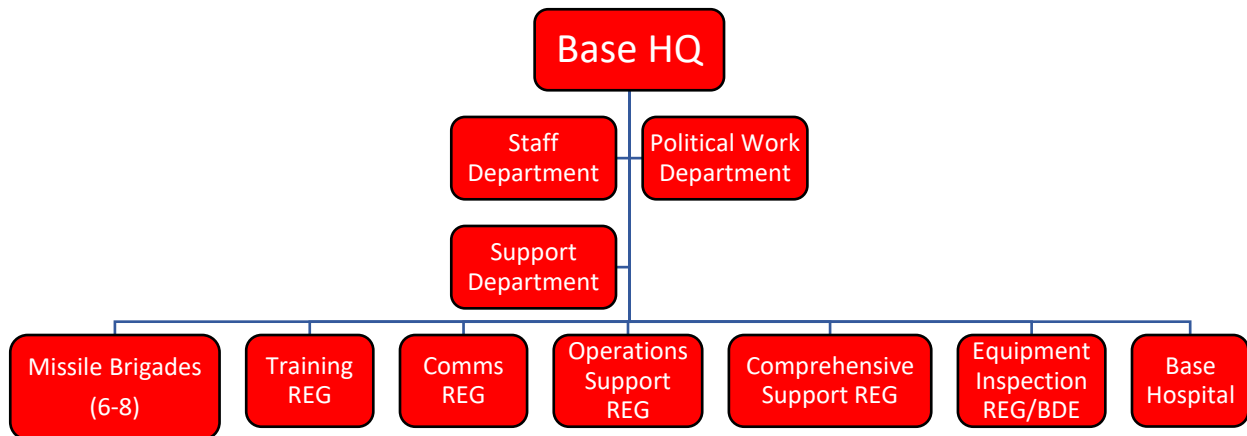 Base HQ
Staff
Department
Political Work
Department
Support
Department
Missile Brigades
(6-8)
Training
REG
Comms
REG
Operations
Support
REG
Comprehensive
Support REG
Equipment
Inspection
REG/BDE
Base
Hospital